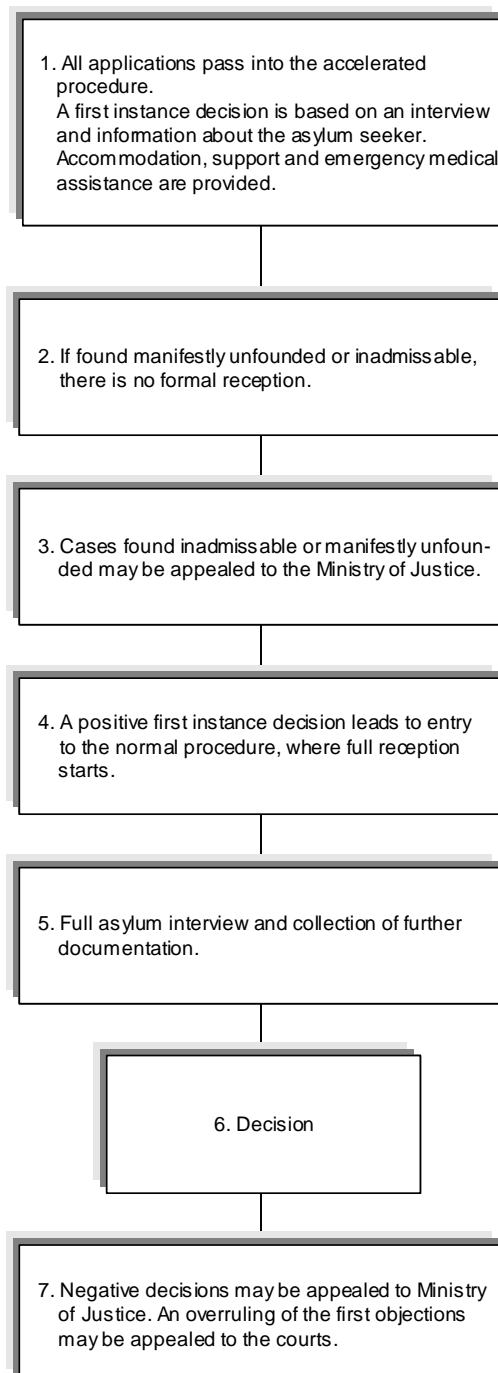 1. All applications pass into the accelerated
procedure.
A first instance decision is based on an interview
and information about the asylum seeker.
Accommodation, support and emergency medical
assistance are provided.
2. If found manifestly unfounded or inadmissable,
there is no formal reception.
3. Cases found inadmissable or manifestly unfoun-
ded may be appealed to the Ministry of Justice.
4. A positive first instance decision leads to entry
to the normal procedure, where full reception
starts.
5. Full asylum interview and collection of further
documentation.
6. Decision
7. Negative decisions may be appealed to Ministry
of Justice. An overruling of the first objections
may be appealed to the courts.